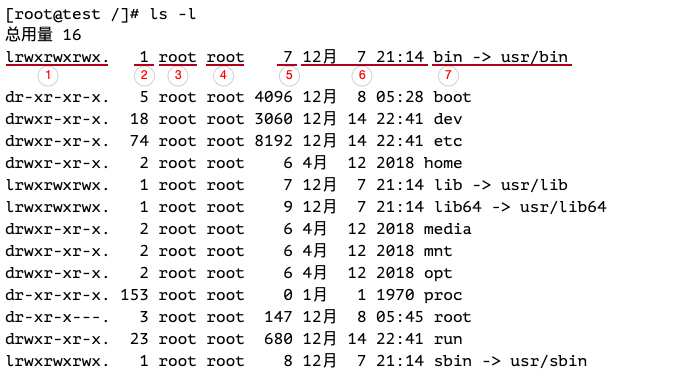 [root@test /]# ls -l
总用量 16
lrwxrwxrwx.   1 root root    7 12月   7 21:14 bin -> usr/bin
1 2 3 4 5 6 7
dr-xr-xr-x.   5 root root 4096 12月   8 05:28 boot
drwxr-xr-x.  18 root root 3060 12月  14 22:41 dev
drwxr-xr-x.  74 root root 8192 12月  14 22:41 etc
drwxr-xr-x.   2 root root    6 4月   12 2018 home
lrwxrwxrwx.   1 root root    7 12月   7 21:14 lib -> usr/lib
lrwxrwxrwx.   1 root root    9 12月   7 21:14 lib64 -> usr/lib64
drwxr-xr-x.   2 root root    6 4月   12 2018 media
drwxr-xr-x.   2 root root    6 4月   12 2018 mnt
drwxr-xr-x.   2 root root    6 4月   12 2018 opt
dr-xr-xr-x. 153 root root    0 1月    1 1970 proc
dr-xr-x---.   3 root root  147 12月   8 05:45 root
drwxr-xr-x.  23 root root  680 12月  14 22:41 run
lrwxrwxrwx.   1 root root    8 12月   7 21:14 sbin -> usr/sbin